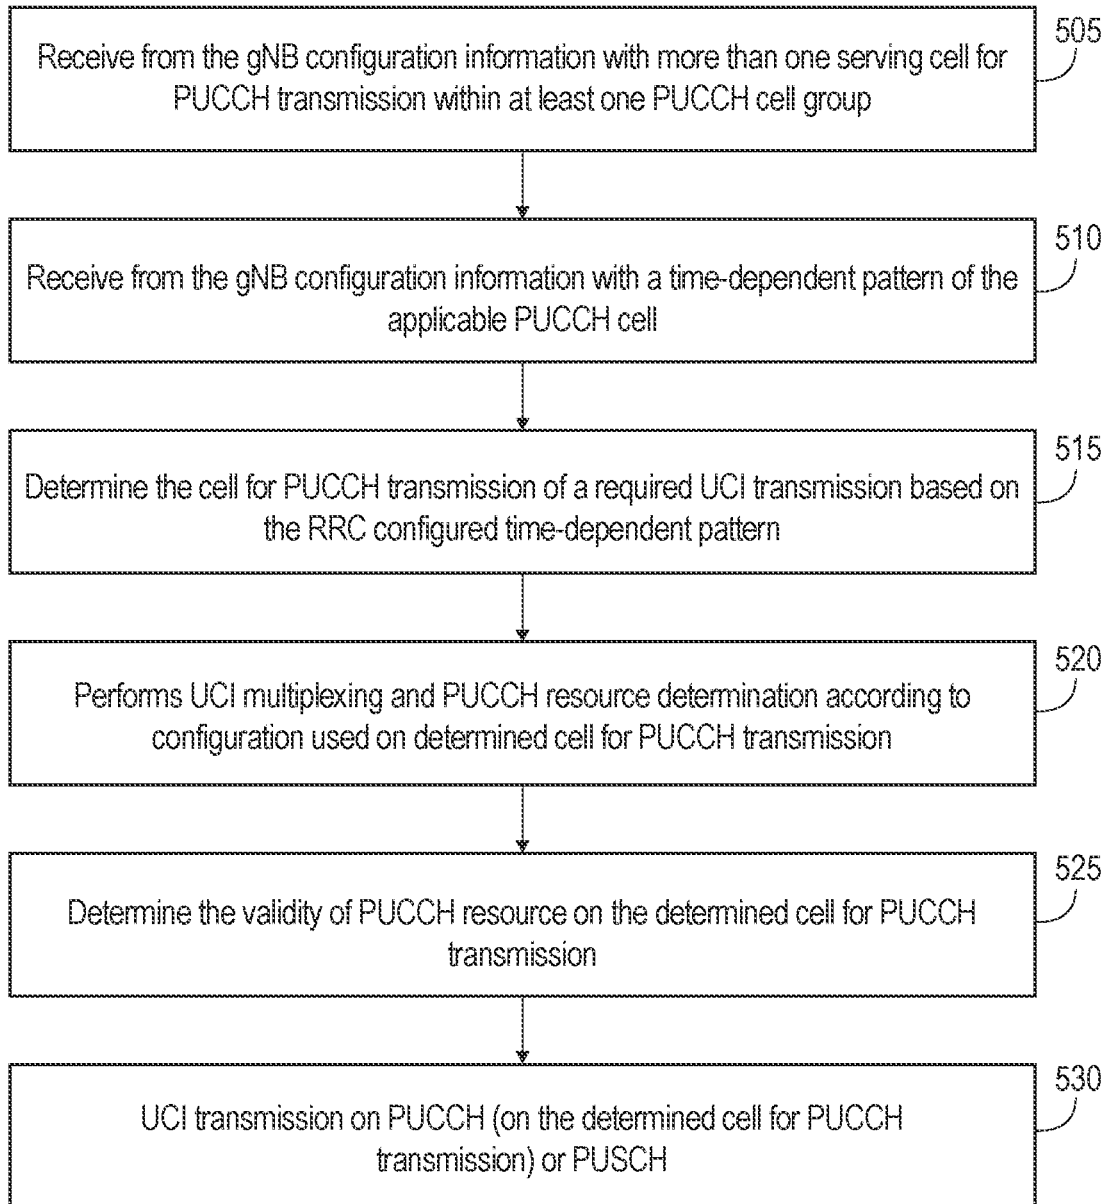 505
Receive from the gNB configuration information with more than one serving cell for
PUCCH transmission within at least one PUCCH cell group
510
Receive from the gNB configuration information with a time-dependent pattern of the
applicable PUCCH cell
515
Determine the cell for PUCCH transmission of a required UCI transmission based on
the RRC configured time-dependent pattern
520
Performs UCI multiplexing and PUCCH resource determination according to
configuration used on determined cell for PUCCH transmission
525
Determine the validity of PUCCH resource on the determined cell for PUCCH
transmission
530
UCI transmission on PUCCH (on the determined cell for PUCCH
transmission) or PUSCH